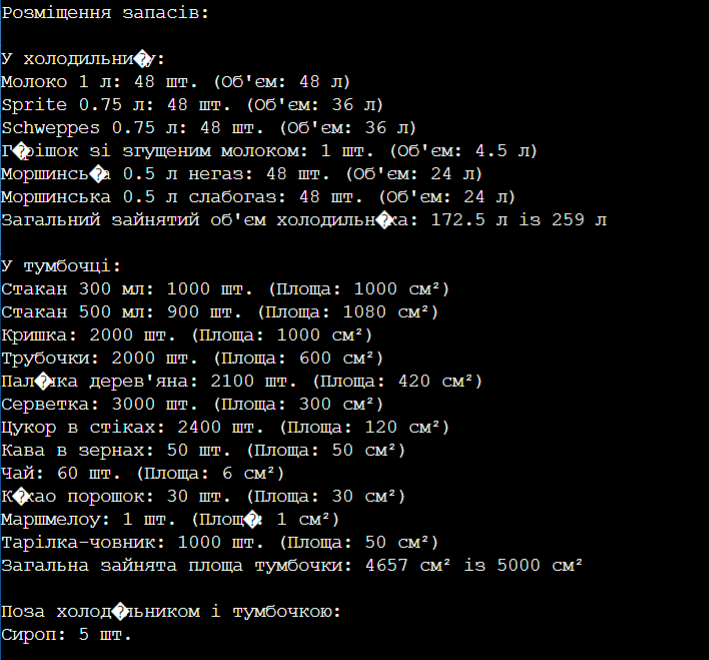 Розміщення запасів:
У холодильни�у:
Молоко 1 л: 48 шт. (Об'єм: 48 л)
Sprite 0.75 л: 48 шт. (Об'єм: 36 л)
Schweppes 0.75 л: 48 шт. (Об'єм: 36 л)
Г�рішок зі згущеним молоком: 1 шт. (Об'єм: 4.5 л)
Моршинсь�а 0.5 л негаз: 48 шт. (Об'єм: 24 л)
Моршинська 0.5 л слабогаз: 48 шт. (Об'єм: 24 л)
Загальний зайнятий об'єм холодильн�ка: 172.5 л із 259 л
У тумбочці:
Стакан 300 мл: 1000 шт. (Площа: 1000 см²)
Стакан 500 мл: 900 шт. (Площа: 1080 см²)
Кришка: 2000 шт. (Площа: 1000 см²)
Трубочки: 2000 шт. (Площа: 600 см²)
Пал�чка дерев'яна: 2100 шт. (Площа: 420 см²)
Серветка: 3000 шт. (Площа: 300 см²)
Цукор в стіках: 2400 шт. (Площа: 120 см²)
Кава в зернах: 50 шт. (Площа: 50 см²)
Чай: 60 шт. (Площа: 6 см²)
К�као порошок: 30 шт. (Площа: 30 см²)
Маршмелоу: 1 шт. (Площ�: 1 см²)
Тарілка-човник: 1000 шт. (Площа: 50 см²)
Загальна зайнята площа тумбочки: 4657 см² із 5000 см²
Поза холод�льником і тумбочкою:
Сироп: 5 шт.